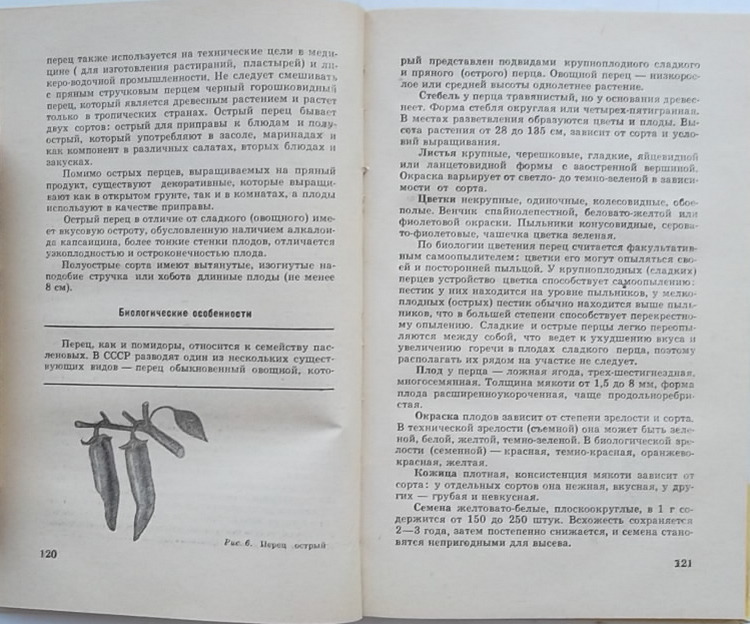 перец также используется на технические цели в меди-
цине ( для изготовления растираний, пластырей) и ли-
керо-водочной промышленности. Не следует смешивать
с пряным стручковым перцем черный горошковидный
перец, который является древесным растением и растет
только в тропических странах. Острый перец бывает
двух сортов: острый для приправы к блюдам и полу-
острый, который употребляют в засоле, маринадах и
как компонент в различных салатах, вторых блюдах и
закусках.
Помимо острых перцев, выращиваемых на пряный
продукт, существуют декоративные, которые выращи-
вают как в открытом грунте, так и в комнатах, а плоды
используют в качестве приправы.
Острый перец в отличие от сладкого (овощного) име-
ет вкусовую остроту, обусловленную наличием алкалои-
да капсаицина, более тонкие стенки плодов, отличается
узкоплодностью и остроконечностью плода.
Полуострые сорта имеют вытянутые, изогнутые на-
подобие стручка или хобота длинные плоды (не менее
8 см).
Биологические особенности
Перец, как и помидоры, относится к семейству пас-
леновых. В СССР разводят один из нескольких сущест-
вующих видов — перец обыкновенный овощной, кото-
Рис. 6. Перец острый
120
рый представлен подвидами крупноплодного сладкого
и пряного (острого) перца. Овощной перец — низкорос-
лое или средней высоты однолетнее растение.
Стебель у перца травянистый, но у основания древес-
неет. Форма стебля округлая или четырех-пятигранная.
В местах разветвления образуются цветы и плоды. Вы-
сота растения от 28 до 135 см, зависит от сорта и усло-
вий выращивания.
Листья крупные, черешковые, гладкие, яйцевидной
или ланцетовидной формы с заостренной вершиной.
Окраска варьирует от светло- до темно-зеленой в зависи-
мости от сорта.
Цветки некрупные, одиночные, колесовидные, обое-
полые. Венчик спайнолепестной, беловато-желтой или
фиолетовой окраски. Пыльники конусовидные, серова-
то-фиолетовые, чашечка цветка зеленая.
По биологии цветения перец считается факультатив-
ным самоопылителем: цветки его могут опыляться сво-
ей и посторонней пыльцой. У крупноплодных (сладких)
перцев устройство цветка способствует самоопылению:
пестик у них находится на уровне пыльников, у мелко-
плодных (острых) пестик обычно находится выше пыль-
ников, что в большей степени способствует перекрестно-
му опылению. Сладкие и острые перцы легко переопы-
ляются между собой, что ведет к ухудшению вкуса и
увеличению горечи в плодах сладкого перца, поэтому
располагать их рядом на участке не следует.
Плод у перца — ложная ягода, трех-шестигнездная,
многосемянная. Толщина мякоти от 1,5 до 8 мм, форма
плода расширенноукороченная, чаще продольноребри-
стая.
Окраска плодов зависит от степени зрелости и сорта.
В технической зрелости (съемной) она может быть зеле-
ной, белой, желтой, темно-зеленой. В биологической зре-
лости (семенной) — красная, темно-красная, оранжево-
красная, желтая.
Кожица плотная, консистенция мякоти зависит от
сорта: у отдельных сортов она нежная, вкусная, у дру-
гих — грубая и невкусная.
Семена желтовато-белые, плоскоокруглые, в 1 г со-
держится от 150 до 250 штук. Всхожесть сохраняется
2—3 года, затем постепенно снижается, и семена стано-
вятся непригодными для высева.
121